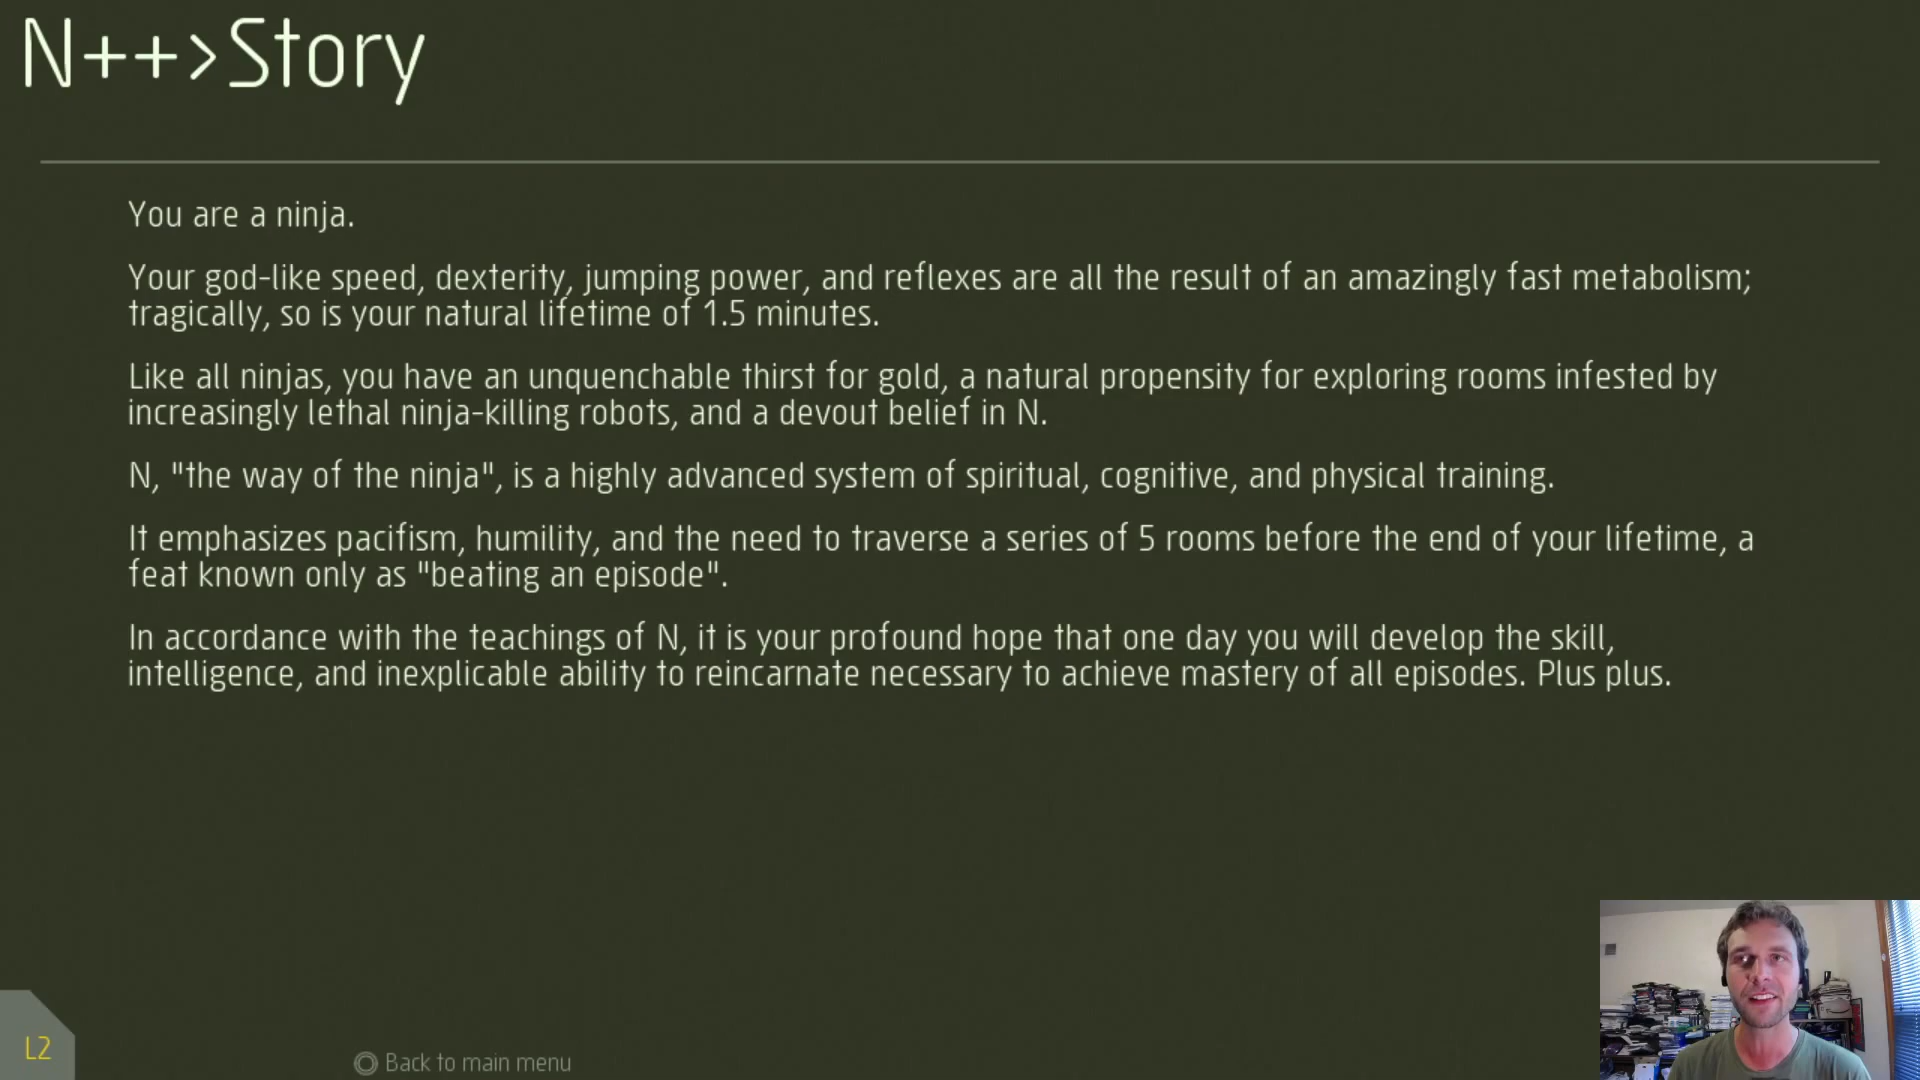 N++>Story
You are a ninja.
Your god-like speed, dexterity, jumping power, and reflexes are all the result of an amazingly fast metabolism;
tragically, so is your natural lifetime of 1.5 minutes.
Like all ninjas, you have an unquenchable thirst for gold, a natural propensity for exploring rooms infested by
increasingly lethal ninja-killing robots, and a devout belief in N.
N, "the way of the ninja", is a highly advanced system of spiritual, cognitive, and physical training.
It emphasizes pacifism, humility, and the need to traverse a series of 5 rooms before the end of your lifetime, a
feat known only as "beating an episode".
In accordance with the teachings of N, it is your profound hope that one day you will develop the skill,
intelligence, and inexplicable ability to reincarnate necessary to achieve mastery of all episodes. Plus plus.
L2
Back to main menu